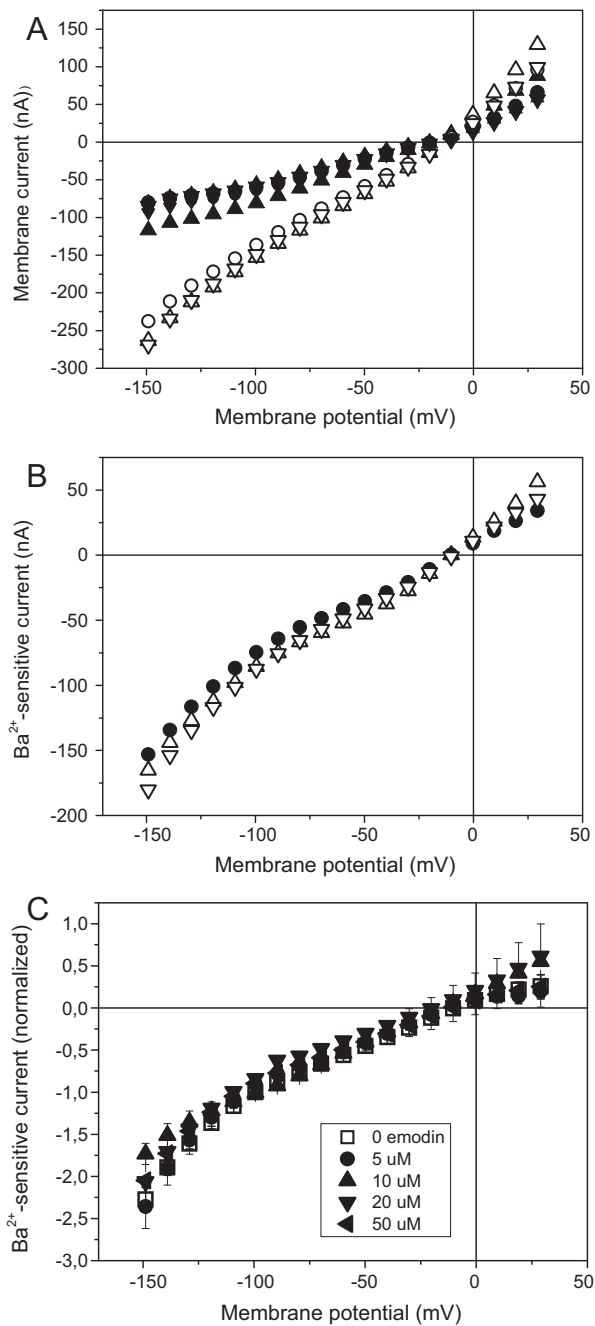 A
Membrane current (nA))
150
100
50
0
-50
-100
-150
-200
-250
-300
-150
-100
-50
0
50
Membrane potential (mV)
B
Ba2+-sensitive current (nA)
50
0
-50
-100
-150
-200
-150
-100
-50
0
50
Membrane potential (mV)
C
Ba2+-sensitive current (normalized)
1,0
0,5
0,0
-0,5
-1,0
-1,5
-2,0
-2,5
-3,0
0 emodin
5 uM
10 uM
20 uM
50 uM
-150
-100
-50
0
50
Membrane potential (mV)